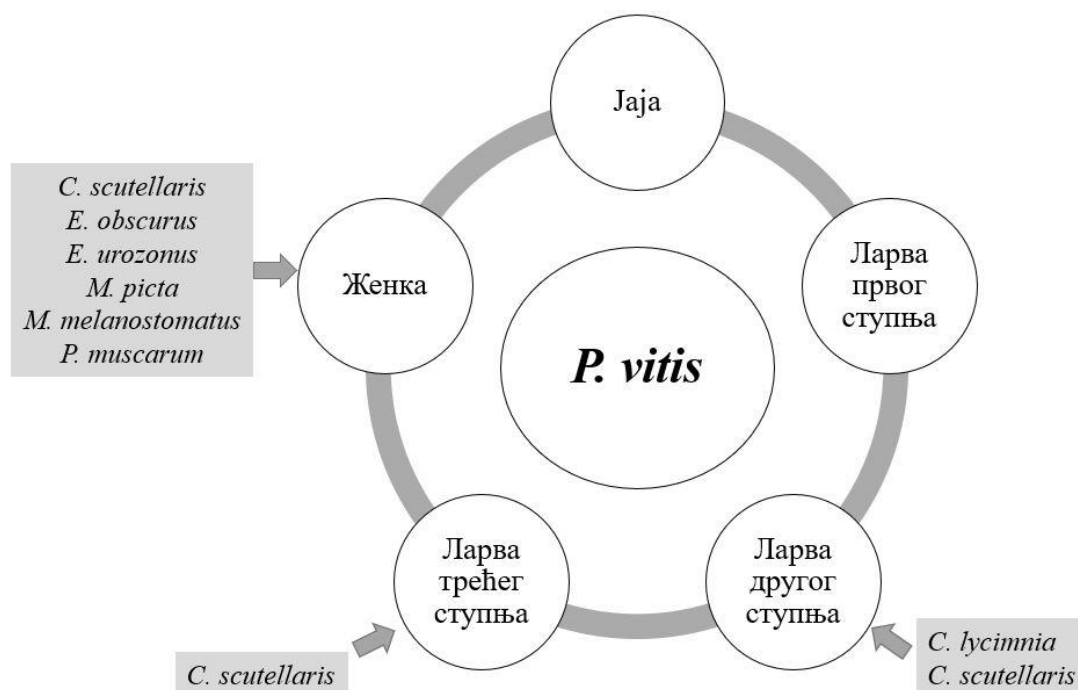 Јаја
C. scutellaris
E. obscurus
E. urozonus
M. picta
M. melanostomatus
P. muscarum
Женка
Ларва
првог
ступња
P. vitis
Ларва
трећег
ступња
Ларва
другог
ступња
C. scutellaris
C. lycimnia
C. scutellaris